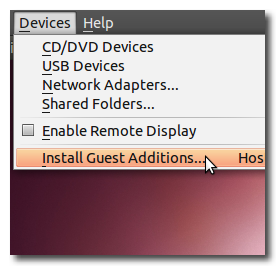 Devices Help
CD/DVD Devices
USB Devices
Network Adapters...
Shared Folders...
Enable Remote Display
Install Guest Additions... Hos